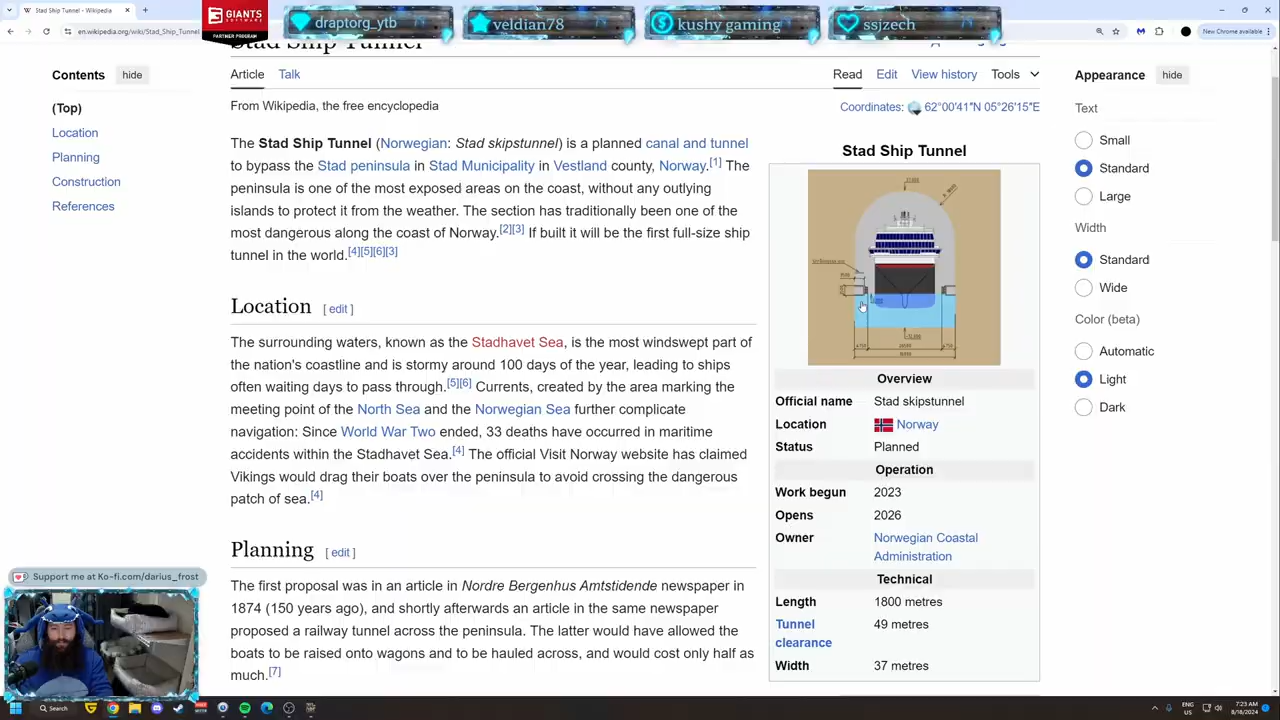 Stad Ship Tunnel - Wikipedia
en.wikipedia.org/wiki/Stad_Ship_Tunnel
New Chrome available
GIANTS
SOFTWARE
PARTNER PROGRAM
draptorg_ytb
veldian78
kushy gaming
ssjzech
Stad Ship Tunnel
Contents hide
(Top)
Location
Planning
Construction
References
Article Talk
Read Edit View history Tools
From Wikipedia, the free encyclopedia
Coordinates: 62°00′41″N 05°26′15″E
The Stad Ship Tunnel (Norwegian: Stad skipstunnel) is a planned canal and tunnel
to bypass the Stad peninsula in Stad Municipality in Vestland county, Norway.[1] The
peninsula is one of the most exposed areas on the coast, without any outlying
islands to protect it from the weather. The section has traditionally been one of the
most dangerous along the coast of Norway.[2][3] If built it will be the first full-size ship
tunnel in the world.[4][5][6][3]
Location [ edit ]
The surrounding waters, known as the Stadhavet Sea, is the most windswept part of
the nation's coastline and is stormy around 100 days of the year, leading to ships
often waiting days to pass through.[5][6] Currents, created by the area marking the
meeting point of the North Sea and the Norwegian Sea further complicate
navigation: Since World War Two ended, 33 deaths have occurred in maritime
accidents within the Stadhavet Sea.[4] The official Visit Norway website has claimed
Vikings would drag their boats over the peninsula to avoid crossing the dangerous
patch of sea.[4]
Planning [ edit ]
The first proposal was in an article in Nordre Bergenhus Amtstidende newspaper in
1874 (150 years ago), and shortly afterwards an article in the same newspaper
proposed a railway tunnel across the peninsula. The latter would have allowed the
boats to be raised onto wagons and to be hauled across, and would cost only half as
much.[7]
Stad Ship Tunnel
Overview
Official name Stad skipstunnel
Location Norway
Status Planned
Operation
Work begun 2023
Opens 2026
Owner Norwegian Coastal
Administration
Technical
Length 1800 metres
Tunnel
clearance 49 metres
Width 37 metres
Appearance hide
Text
Small
Standard
Large
Width
Standard
Wide
Color (beta)
Automatic
Light
Dark
Support me at Ko-fi.com/darius_frost
Search
ENG
US
7:23 AM
8/18/2024